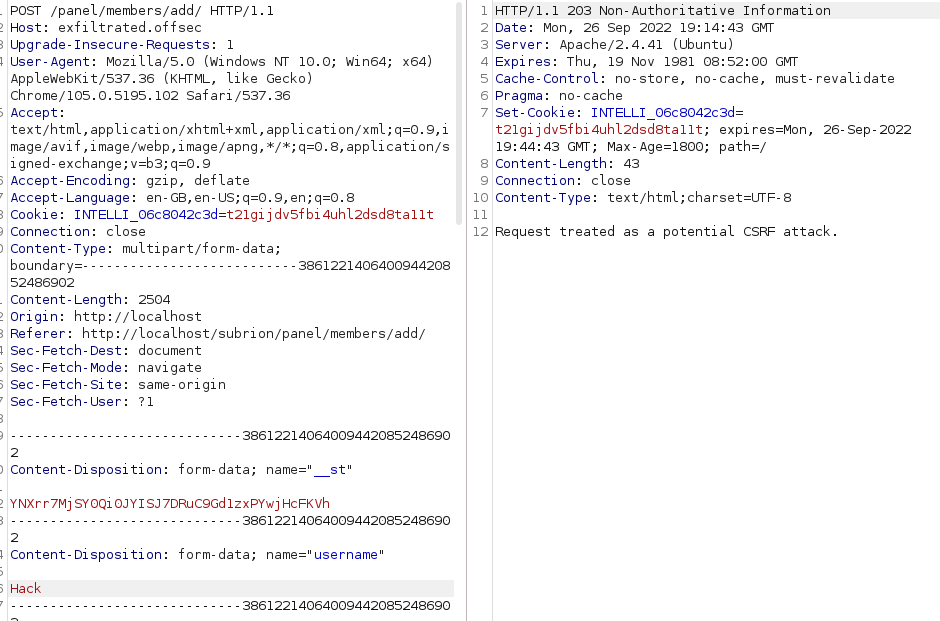 POST /panel/members/add/ HTTP/1.1
Host: exfiltrated.offsec
Upgrade-Insecure-Requests: 1
User-Agent: Mozilla/5.0 (Windows NT 10.0; Win64; x64)
AppleWebKit/537.36 (KHTML, like Gecko)
Chrome/105.0.5195.102 Safari/537.36
Accept:
text/html,application/xhtml+xml,application/xml;q=0.9,i
mage/avif,image/webp,image/apng,*/*;q=0.8,application/s
igned-exchange;v=b3;q=0.9
Accept-Encoding: gzip, deflate
Accept-Language: en-GB,en-US;q=0.9,en;q=0.8
Cookie: INTELLI_06c8042c3d=t21gijdv5fbi4uhl2dsd8ta11t
Connection: close
Content-Type: multipart/form-data;
boundary=---------------------------386122140640094420 8
52486902
Content-Length: 2504
Origin: http://localhost
Referer: http://localhost/subrion/panel/members/add/
Sec-Fetch-Dest: document
Sec-Fetch-Mode: navigate
Sec-Fetch-Site: same-origin
Sec-Fetch-User: ?1
-----------------------------38612214064009442085248690
2
Content-Disposition: form-data; name="__st"
YNXrr7MjSY0Qi0JYISJ7DRuC9Gd1zxPYwjHcFKVh
-----------------------------38612214064009442085248690
2
Content-Disposition: form-data; name="username"
Hack
-----------------------------38612214064009442085248690
1 HTTP/1.1 203 Non-Authoritative Information
2 Date: Mon, 26 Sep 2022 19:14:43 GMT
3 Server: Apache/2.4.41 (Ubuntu)
4 Expires: Thu, 19 Nov 1981 08:52:00 GMT
5 Cache-Control: no-store, no-cache, must-revalidate
6 Pragma: no-cache
7 Set-Cookie: INTELLI_06c8042c3d=
t21gijdv5fbi4uhl2dsd8ta11t; expires=Mon, 26-Sep-2022
19:44:43 GMT; Max-Age=1800; path=/
8 Content-Length: 43
9 Connection: close
10 Content-Type: text/html;charset=UTF-8
11
12 Request treated as a potential CSRF attack.